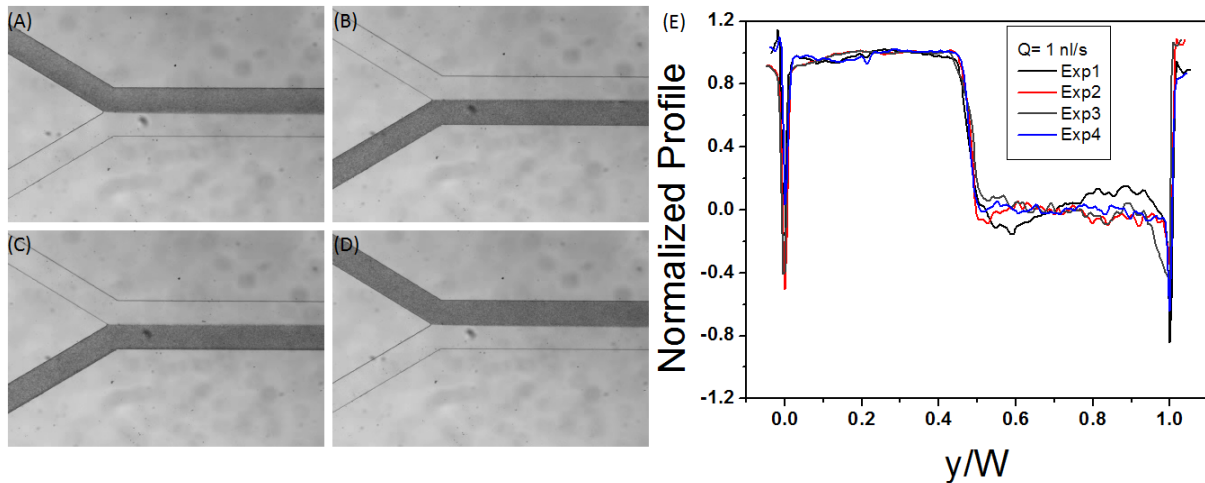 (A)
(B)
(C)
(D)
(E)
Normalized Profile
1.2
0.8
0.4
0.0
-0.4
-0.8
-1.2
Q= 1 nl/s
Exp1
Exp2
Exp3
Exp4
0.0 0.2 0.4 0.6 0.8 1.0
y/W